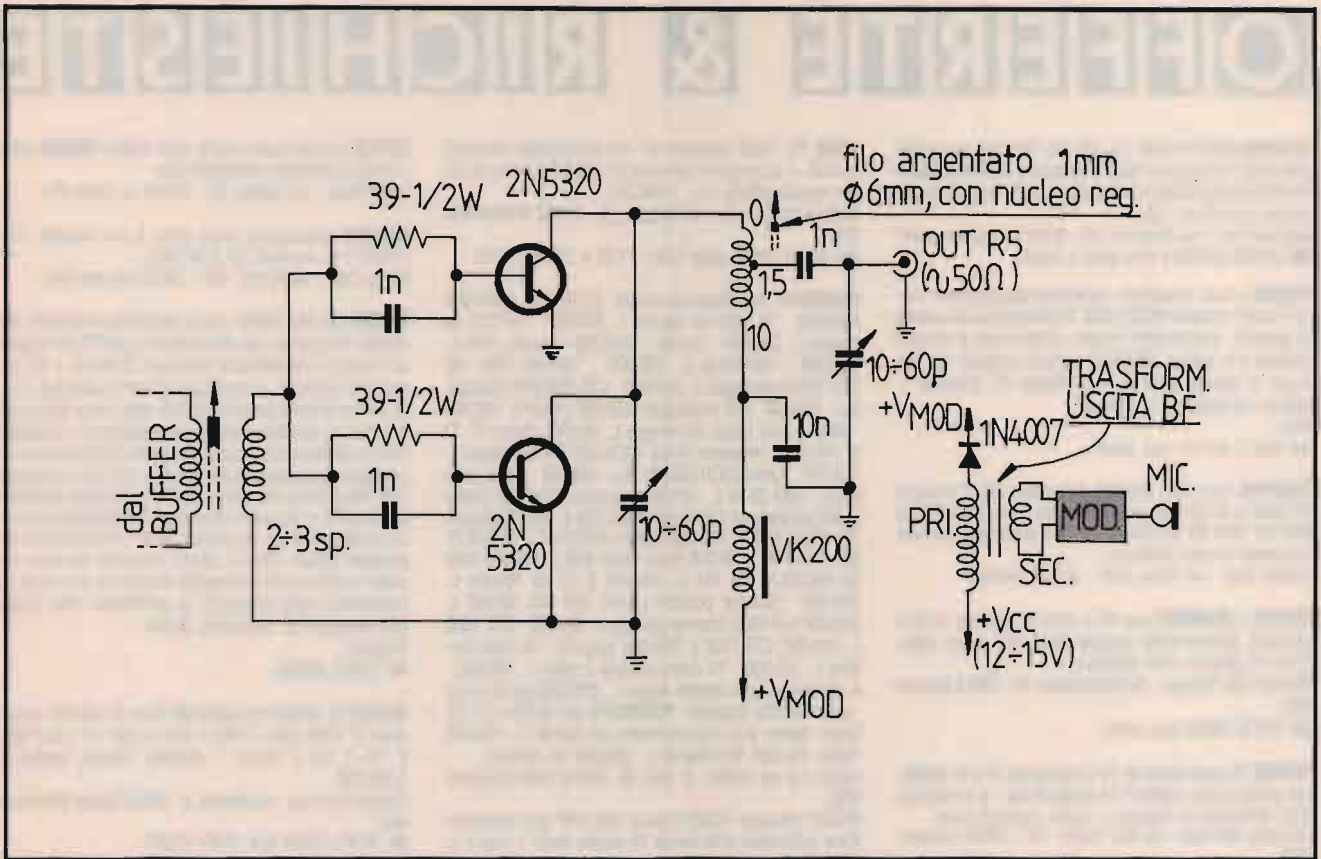 OFFERTE & RICHIESTE
39-1/2W
2N5320
1n
39-1/2W
1n
2N
5320
dal
BUFFER
2÷3 sp.
10÷60p
filo argentato 1mm
ϕ6mm, con nucleo reg.
0
1n
1,5
10
OUT R5
(∿50Ω)
10÷60p
10n
VK200
+VMOD
TRASFORM.
USCITA BF
+VMOD
1N4007
PRI.
SEC.
MOD.
MIC.
+Vcc
(12÷15V)